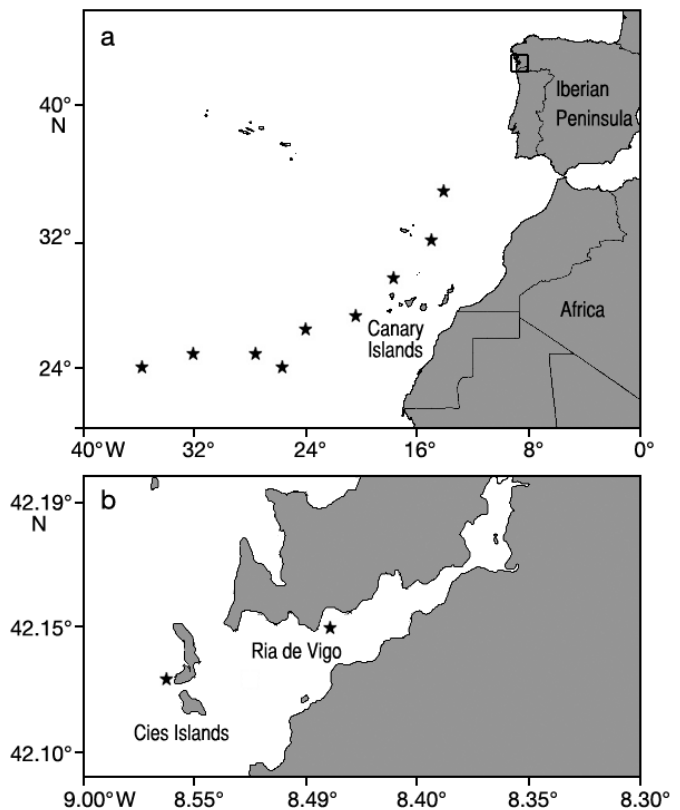 a
Iberian
Peninsula
40°
N
32°
Africa
Canary
Islands
24°
40°W 32° 24° 16° 8° 0°
b
42.19°
N
42.15°
Ria de Vigo
Cies Islands
42.10°
9.00°W 8.55° 8.49° 8.40° 8.35° 8.30°